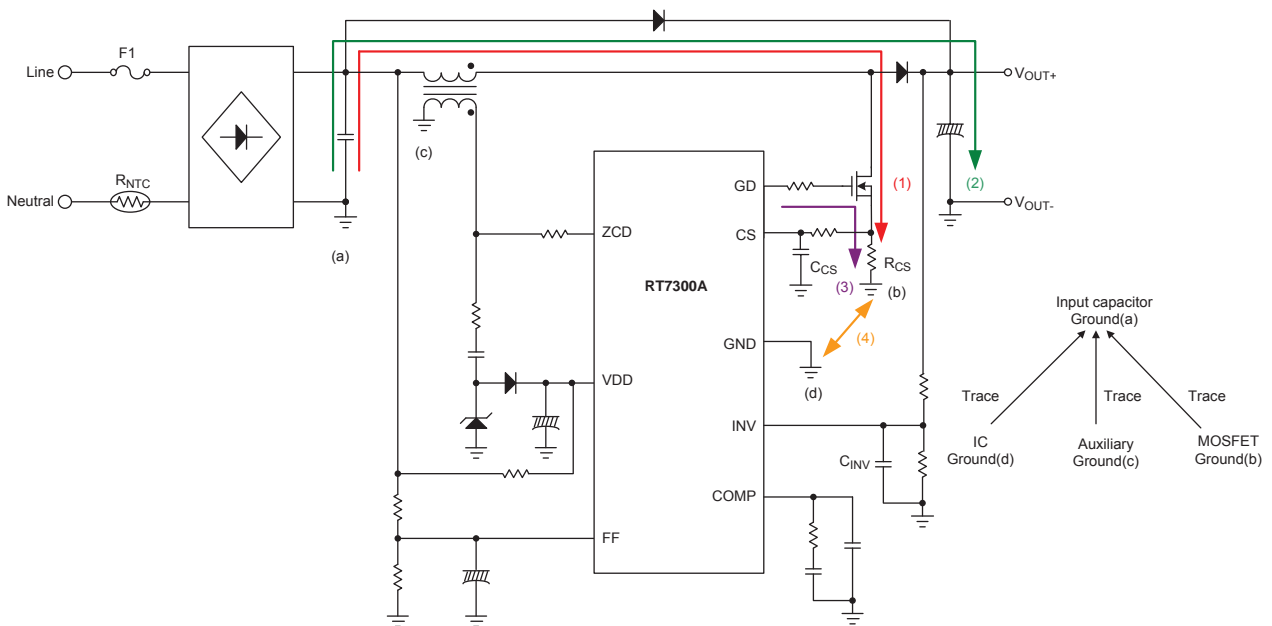 F1
Line
VOUT+
(c)
RNTC
Neutral
(a)
GD
(1)
(2)
VOUT-
ZCD
CS
CCS
RCS
(3)
(b)
RT7300A
(4)
GND
(d)
Input capacitor
Ground(a)
VDD
Trace
Trace
Trace
INV
IC
Ground(d)
Auxiliary
Ground(c)
MOSFET
Ground(b)
CINV
COMP
FF